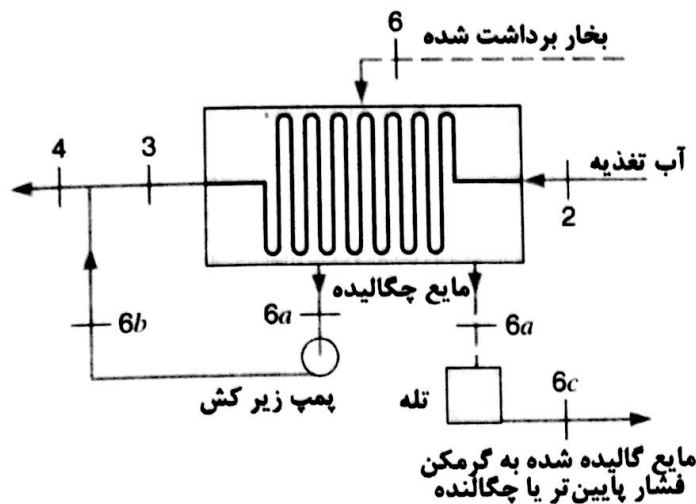 6
بخار برداشت شده
4
3
آب تغذیه
2
مایع چگالیده
6a
6a
6b
پمپ زیر کش
تله
6c
مایع گالیده شده به گرمکن
فشار پایین‌تر یا چگالنده